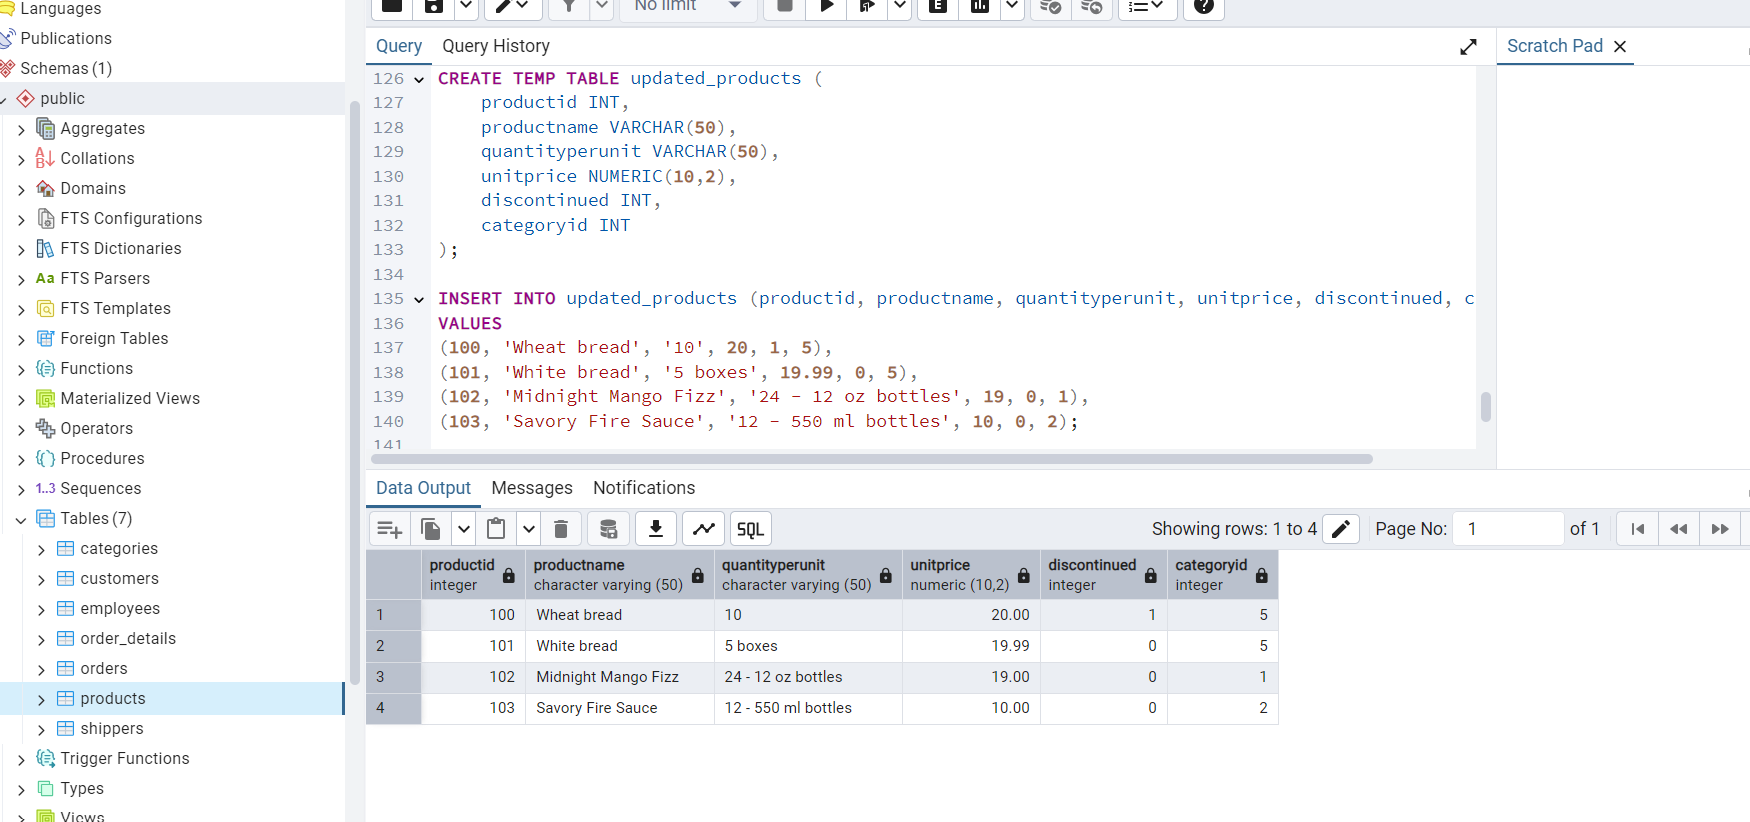 Languages
Publications
Schemas (1)
public
Aggregates
Collations
Domains
FTS Configurations
FTS Dictionaries
Aa FTS Parsers
FTS Templates
Foreign Tables
Functions
Materialized Views
Operators
Procedures
1..3 Sequences
Tables (7)
categories
customers
employees
order_details
orders
products
shippers
Trigger Functions
Types
Views
No limit
Query Query History
Scratch Pad
126 CREATE TEMP TABLE updated_products (
127 productid INT,
128 productname VARCHAR(50),
129 quantityperunit VARCHAR(50),
130 unitprice NUMERIC(10,2),
131 discontinued INT,
132 categoryid INT
133 );
134
135 INSERT INTO updated_products (productid, productname, quantityperunit, unitprice, discontinued, c
136 VALUES
137 (100, 'Wheat bread', '10', 20, 1, 5),
138 (101, 'White bread', '5 boxes', 19.99, 0, 5),
139 (102, 'Midnight Mango Fizz', '24 - 12 oz bottles', 19, 0, 1),
140 (103, 'Savory Fire Sauce', '12 - 550 ml bottles', 10, 0, 2);
141
Data Output Messages Notifications
SQL Showing rows: 1 to 4 Page No: 1 of 1
productid productname quantityperunit unitprice discontinued categoryid
integer character varying (50) character varying (50) numeric (10,2) integer integer
1 100 Wheat bread 10 20.00 1 5
2 101 White bread 5 boxes 19.99 0 5
3 102 Midnight Mango Fizz 24 - 12 oz bottles 19.00 0 1
4 103 Savory Fire Sauce 12 - 550 ml bottles 10.00 0 2